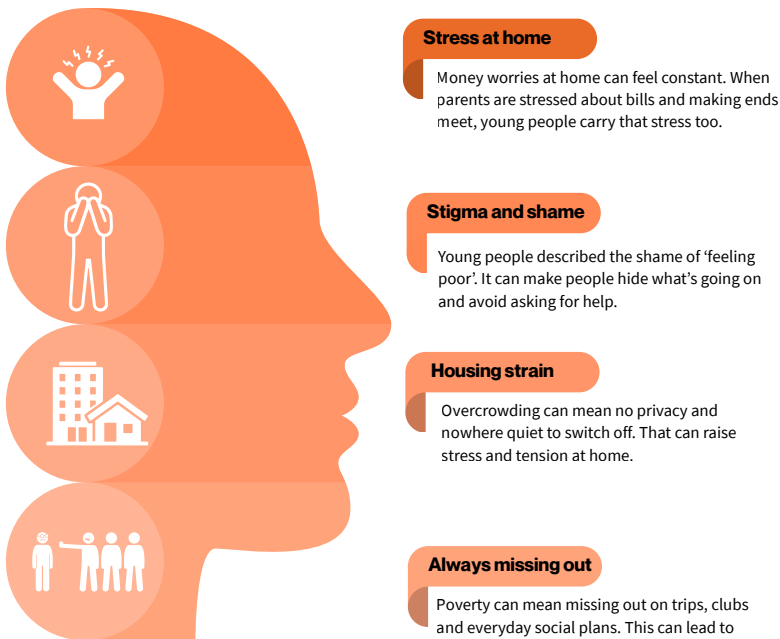 Stress at home
Money worries at home can feel constant. When
parents are stressed about bills and making ends
meet, young people carry that stress too.
Stigma and shame
Young people described the shame of ‘feeling
poor’. It can make people hide what’s going on
and avoid asking for help.
Housing strain
Overcrowding can mean no privacy and
nowhere quiet to switch off. That can raise
stress and tension at home.
Always missing out
Poverty can mean missing out on trips, clubs
and everyday social plans. This can lead to